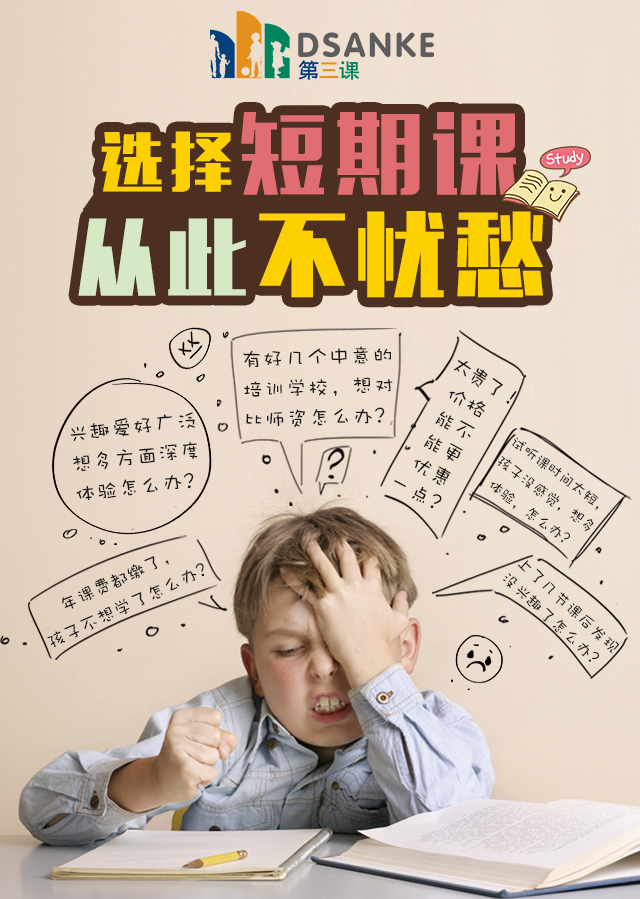 DSANKE
第三课
选择短期课
Study
从此不忧愁
有好几个中意的
培训学校，想对
比师资怎么办？
太贵了！
价格
能不
能更
优惠
一点？
兴趣爱好广泛
想多方面深度
体验怎么办？
?
试听课时间太短，
孩子没感觉，想多
体验，怎么办？
年课费都缴了，
孩子不想学了怎么办？
上了几节课后发现
没兴趣了怎么办？